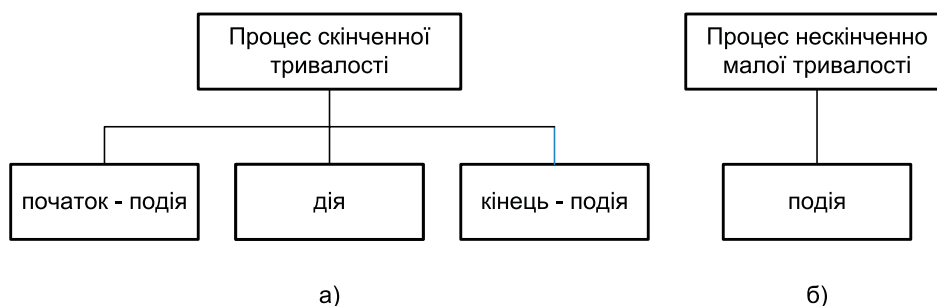 Процес скінченної
тривалості
Процес нескінченно
малої тривалості
початок - подія
дія
кінець - подія
подія
а)
б)